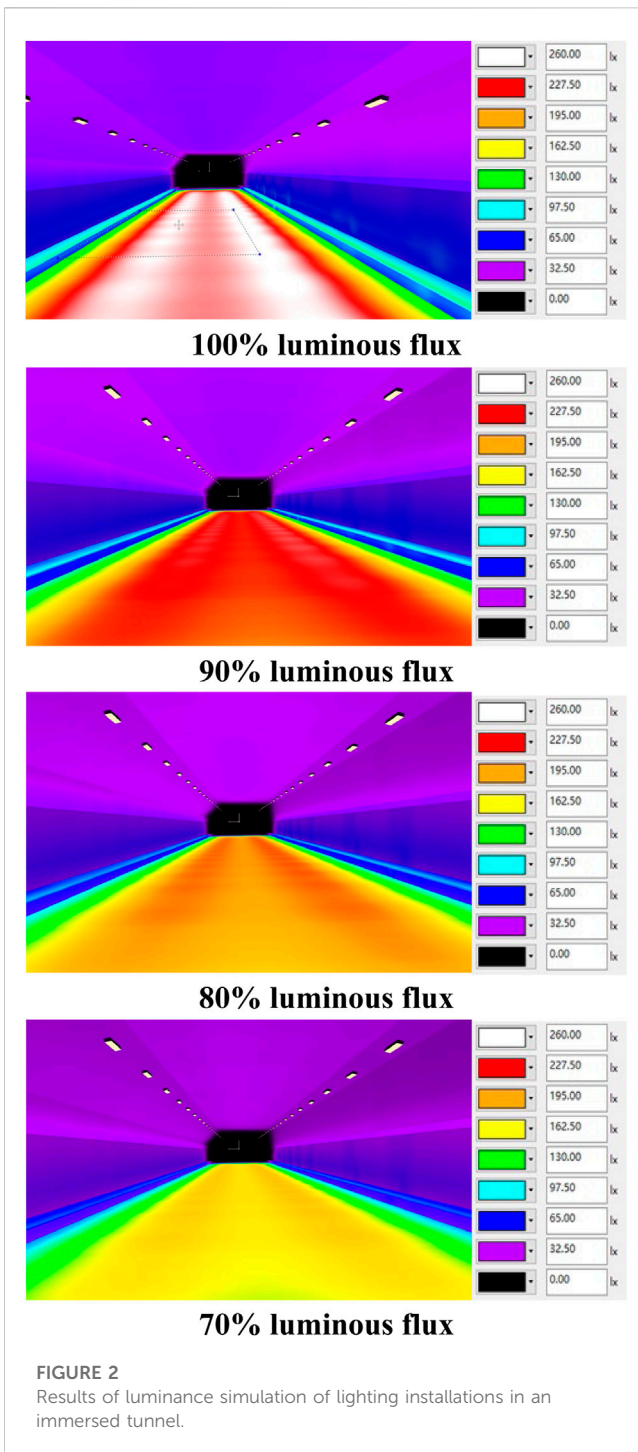 260.00 lx
227.50 lx
195.00 lx
162.50 lx
130.00 lx
97.50 lx
65.00 lx
32.50 lx
0.00 lx
100% luminous flux
260.00 lx
227.50 lx
195.00 lx
162.50 lx
130.00 lx
97.50 lx
65.00 lx
32.50 lx
0.00 lx
90% luminous flux
260.00 lx
227.50 lx
195.00 lx
162.50 lx
130.00 lx
97.50 lx
65.00 lx
32.50 lx
0.00 lx
80% luminous flux
260.00 lx
227.50 lx
195.00 lx
162.50 lx
130.00 lx
97.50 lx
65.00 lx
32.50 lx
0.00 lx
70% luminous flux
FIGURE 2
Results of luminance simulation of lighting installations in an
immersed tunnel.